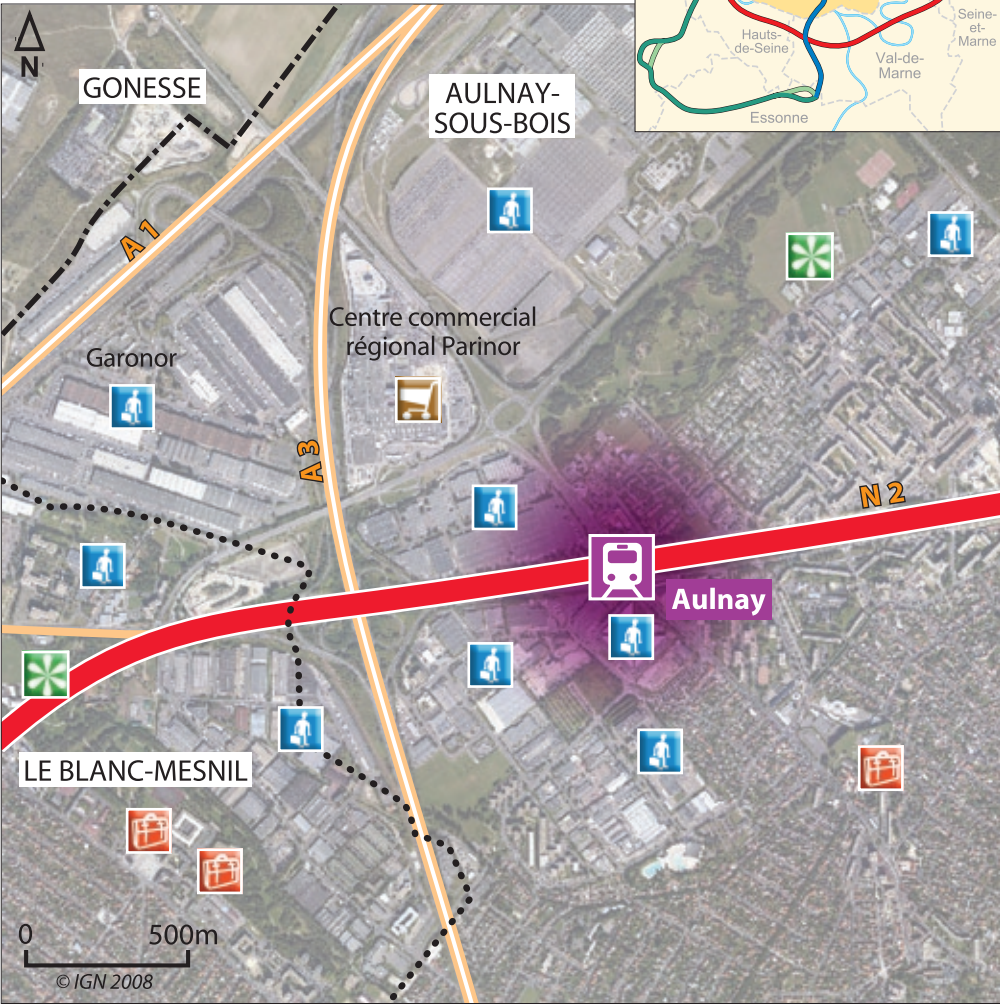 N
GONESSE
AULNAY-
SOUS-BOIS
Hauts-
de-Seine
Seine-
et-
Marne
Val-de-
Marne
Essonne
A 1
Centre commercial
régional Parinor
Garonor
A 3
N 2
Aulnay
LE BLANC-MESNIL
0 500m
© IGN 2008